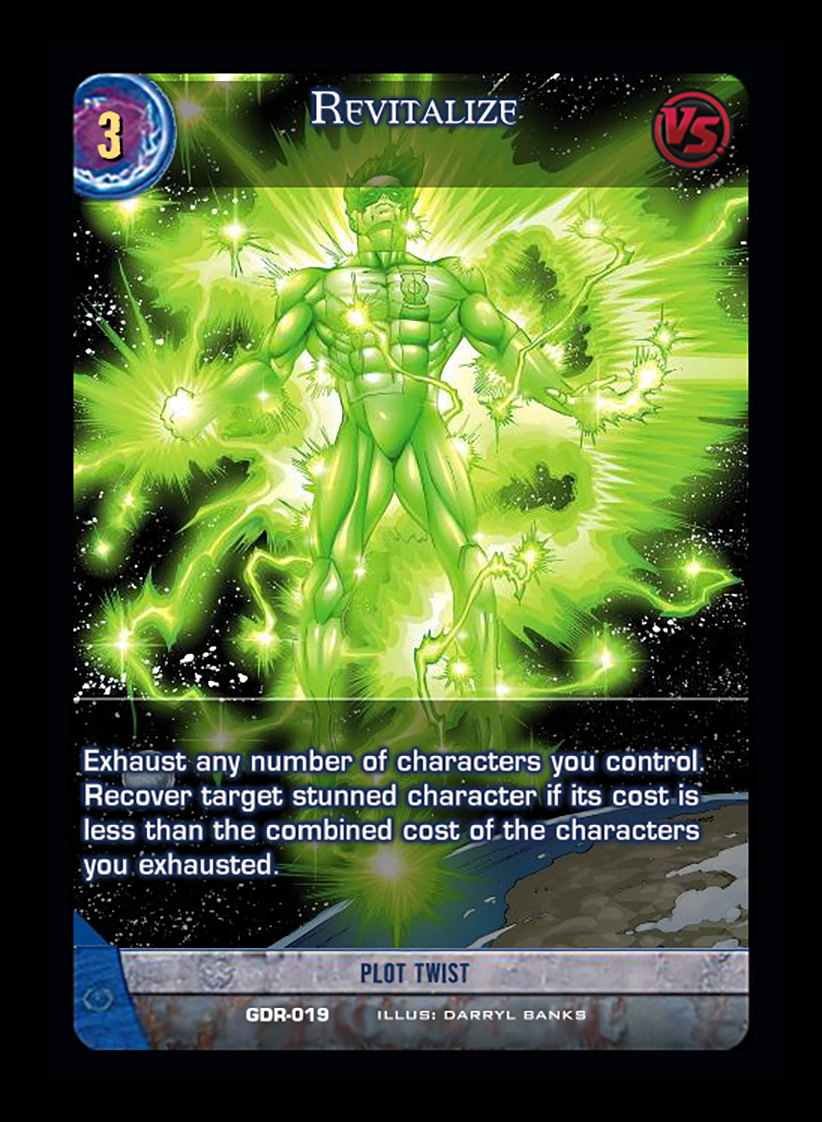 3
Revitalize
VS.
Exhaust any number of characters you control.
Recover target stunned character if its cost is
less than the combined cost of the characters
you exhausted.
PLOT TWIST
GDR-019 ILLUS: DARRYL BANKS